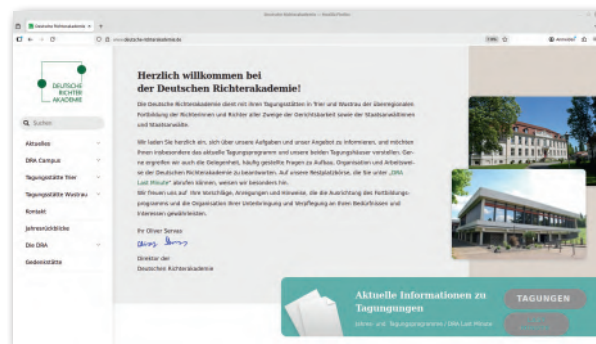 Deutsche Richterakademie
www.deutsche-richterakademie.de
DEUTSCHE
RICHTER
AKADEMIE
Suchen
Aktuelles
DRA Campus
Tagungsstätte Trier
Tagungsstätte Wustrau
Kontakt
Jahresrückblicke
Die DRA
Gedenkstätte
Herzlich willkommen bei
der Deutschen Richterakademie!
Die Deutsche Richterakademie dient mit ihren Tagungsstätten in Trier und Wustrau der überregionalen
Fortbildung der Richterinnen und Richter aller Zweige der Gerichtsbarkeit sowie der Staatsanwältinnen
und Staatsanwälte.
Wir laden Sie herzlich ein, sich über unsere Aufgaben und unser Angebot zu informieren, und möchten
Ihnen insbesondere das aktuelle Tagungsprogramm und unsere beiden Tagungshäuser vorstellen. Ger-
ne ergreifen wir auch die Gelegenheit, häufig gestellte Fragen zu Aufbau, Organisation und Arbeitswei-
se der Deutschen Richterakademie zu beantworten. Auf unsere Restplatzbörse, die Sie unter „DRA
Last Minute" abrufen können, weisen wir besonders hin.
Wir freuen uns auf Ihre Vorschläge, Anregungen und Hinweise, die die Ausrichtung des Fortbildungs-
programms und die Organisation Ihrer Unterbringung und Verpflegung an Ihren Bedürfnissen und
Interessen gewährleisten.
Ihr Oliver Servas
Direktor der
Deutschen Richterakademie
Aktuelle Informationen zu
Tagungungen
Jahres- und Tagungsprogramme / DRA Last Minute
TAGUNGEN